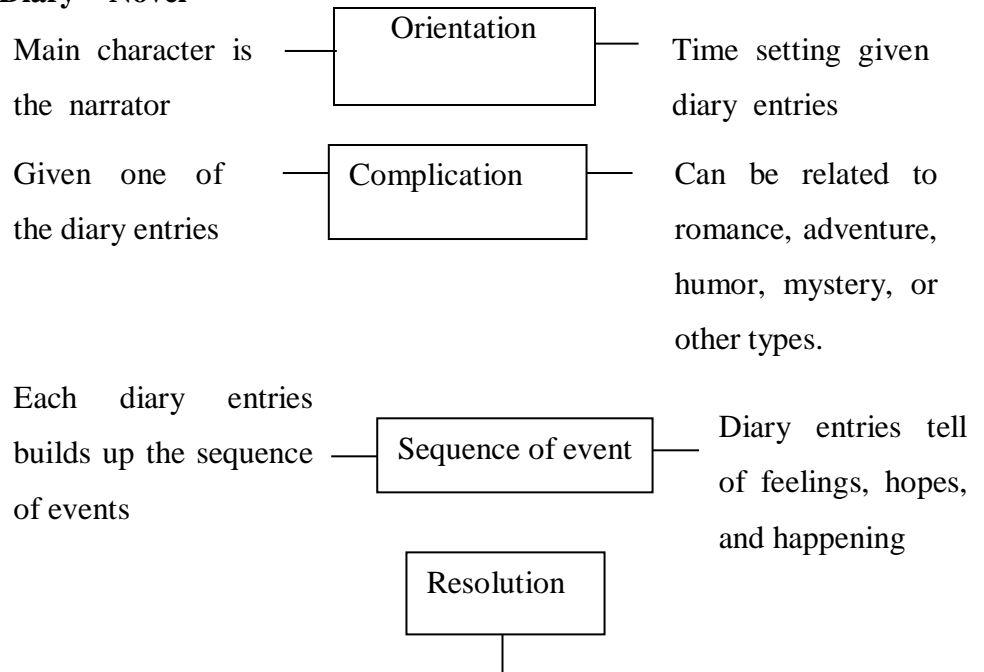 Diary – Novel
Main character is
the narrator
Orientation
Time setting given
diary entries
Given one of
the diary entries
Complication
Can be related to
romance, adventure,
humor, mystery, or
other types.
Each diary entries
builds up the sequence
of events
Sequence of event
Diary entries tell
of feelings, hopes,
and happening
Resolution